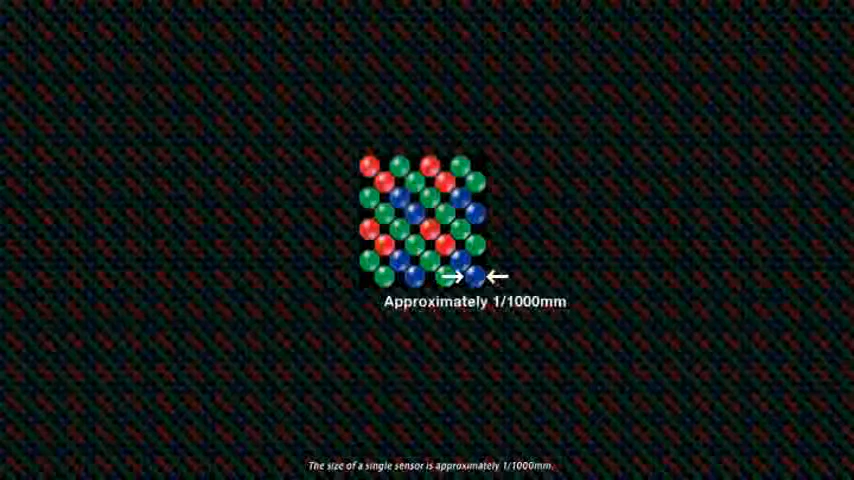 Approximately 1/1000mm
The size of a single sensor is approximately 1/1000mm.